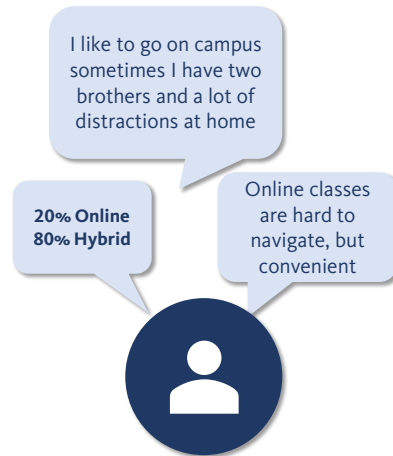 I like to go on campus
sometimes I have two
brothers and a lot of
distractions at home
20% Online
80% Hybrid
Online classes
are hard to
navigate, but
convenient